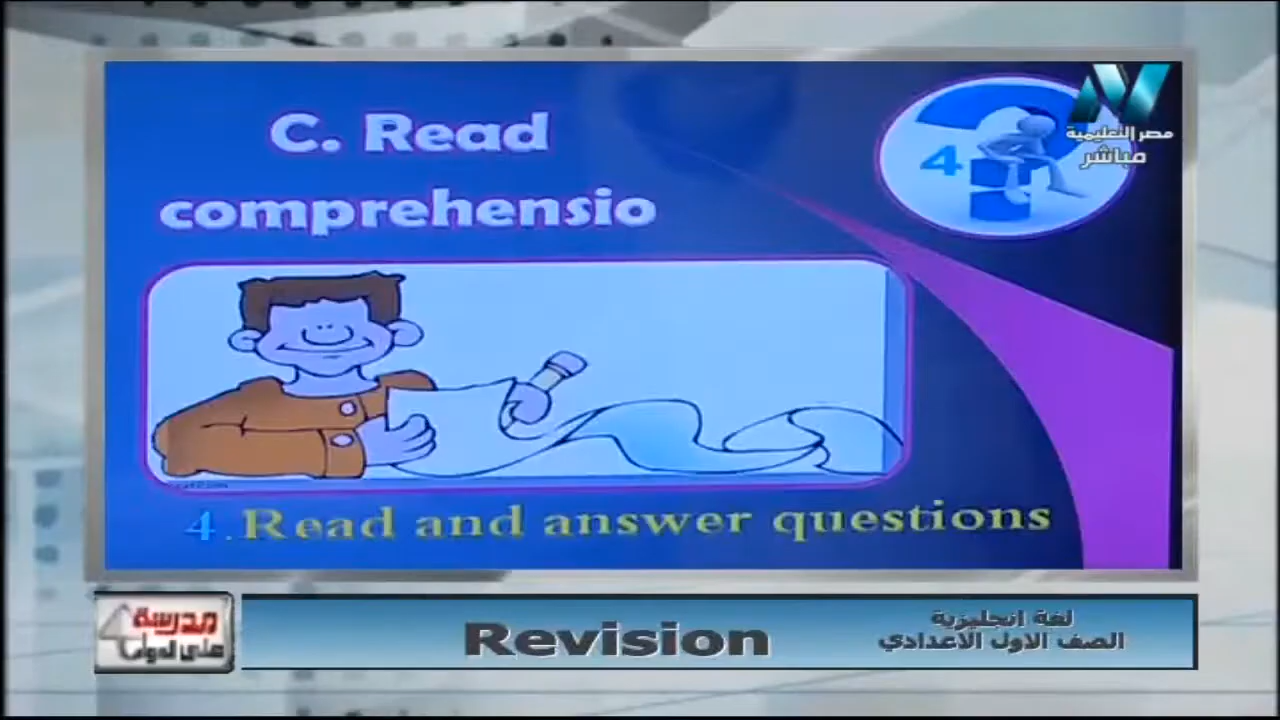 C. Read
comprehensio
4
مصر التعليمية
مباشر
4.Read and answer questions
مدرسة
على الهواء
Revision
لغة انجليزية
الصف الاول الاعدادي